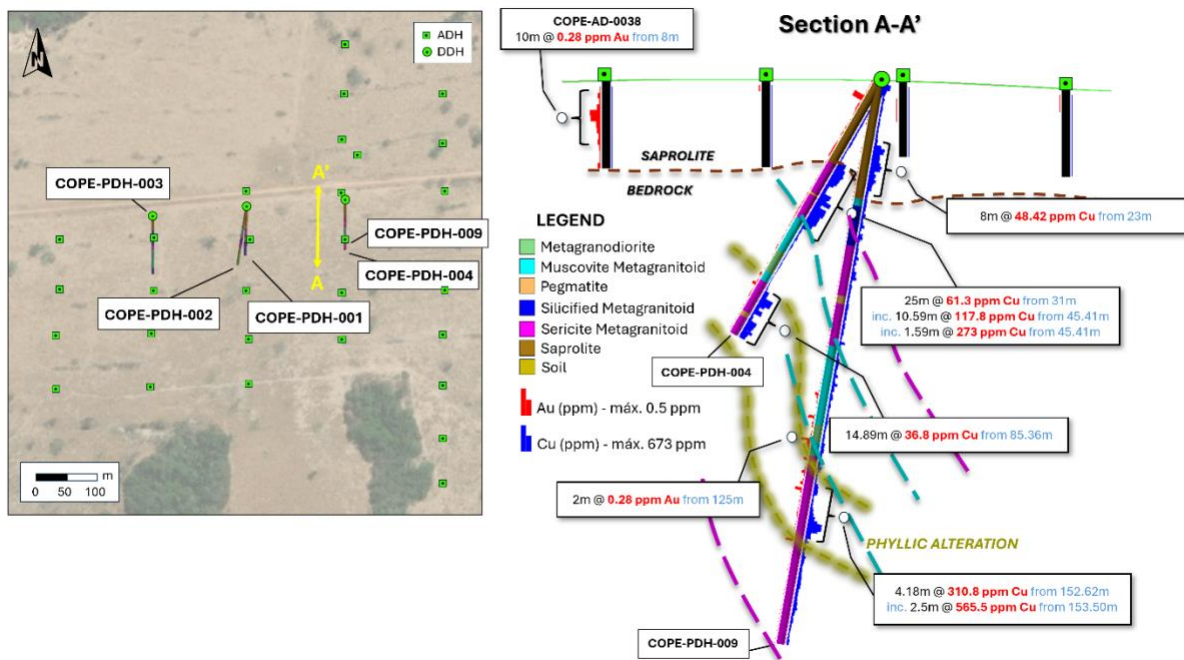 N
ADH
DDH
COPE-PDH-003
A'
COPE-PDH-009
A
COPE-PDH-004
COPE-PDH-002
COPE-PDH-001
m
0 50 100
Section A-A’
COPE-AD-0038
10m @ 0.28 ppm Au from 8m
SAPROLITE
BEDROCK
8m @ 48.42 ppm Cu from 23m
LEGEND
Metagranodiorite
Muscovite Metagranitoid
Pegmatite
Silicified Metagranitoid
Sericite Metagranitoid
Saprolite
Soil
Au (ppm) - máx. 0.5 ppm
Cu (ppm) - máx. 673 ppm
25m @ 61.3 ppm Cu from 31m
inc. 10.59m @ 117.8 ppm Cu from 45.41m
inc. 1.59m @ 273 ppm Cu from 45.41m
COPE-PDH-004
14.89m @ 36.8 ppm Cu from 85.36m
2m @ 0.28 ppm Au from 125m
PHYLLIC ALTERATION
4.18m @ 310.8 ppm Cu from 152.62m
inc. 2.5m @ 565.5 ppm Cu from 153.50m
COPE-PDH-009